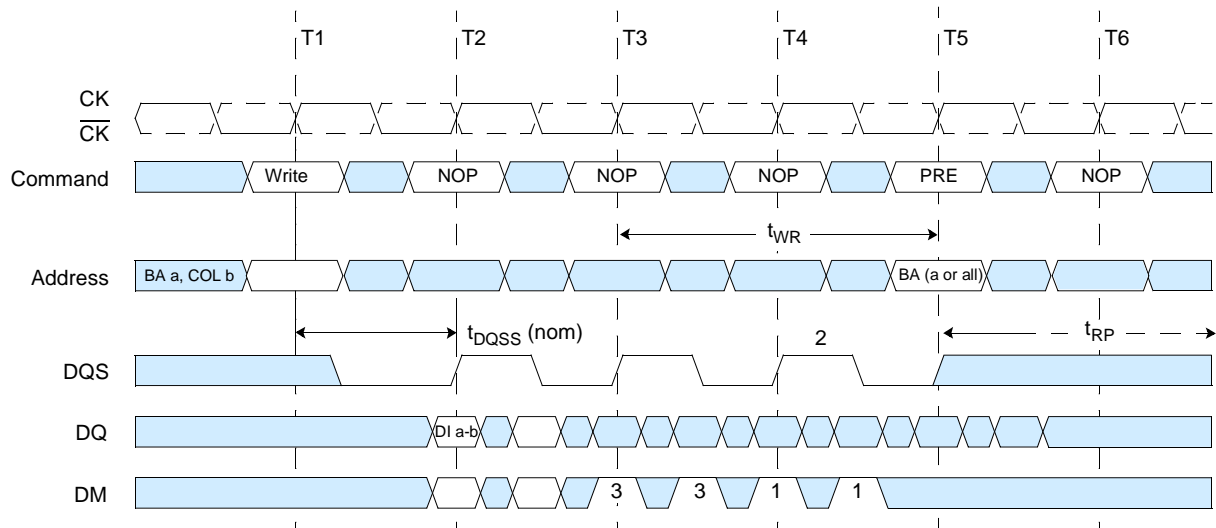 T1 T2 T3 T4 T5 T6
CK
CK
Command Write NOP NOP NOP PRE NOP
tWR
Address BA a, COL b BA (a or all)
tDQSS (nom) 2 tRP
DQS
DQ DI a-b
DM 3 3 1 1